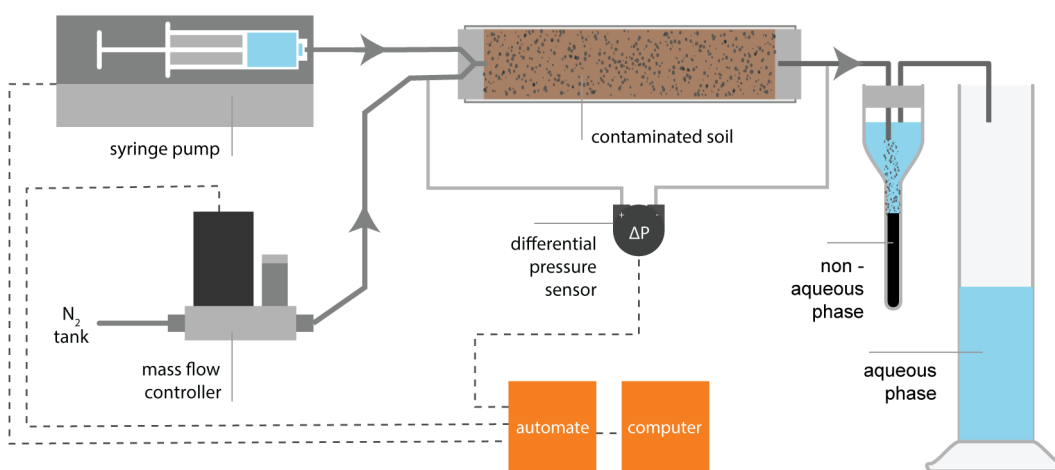 syringe pump
contaminated soil
+ -
ΔP
differential
pressure
sensor
N₂
tank
mass flow
controller
non -
aqueous
phase
aqueous
phase
automate
computer